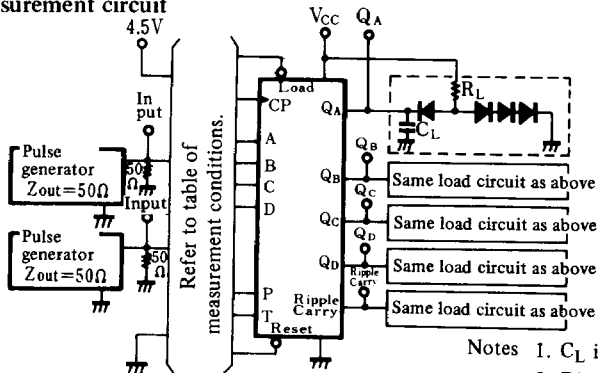 surement circuit
4.5V
VCC
QA
In
put
Load
CP
QA
RL
CL
Pulse
generator
Zout=50Ω
50
Ω
Input
A
B
C
D
Refer to table of
measurement conditions.
QB
QB
Same load circuit as above
QC
QC
Same load circuit as above
Pulse
generator
Zout=50Ω
50
Ω
QD
QD
Same load circuit as above
Ripple
Carry
P
T
Ripple
Carry
Same load circuit as above
Reset
Notes 1. CL i